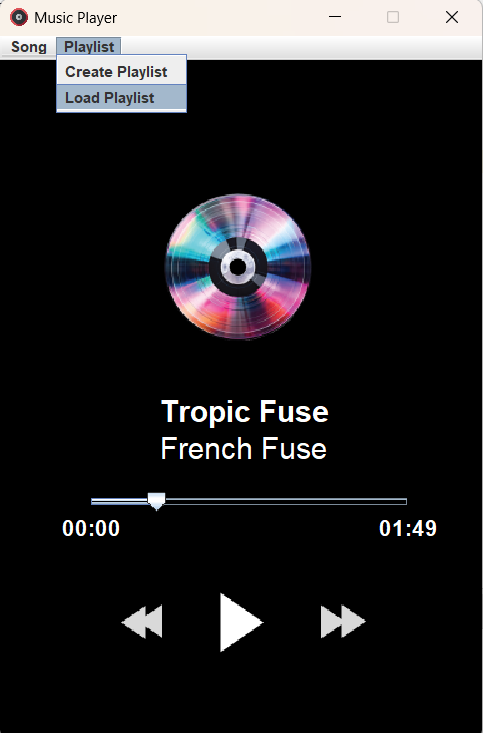 Music Player
Song Playlist
Create Playlist
Load Playlist
Tropic Fuse
French Fuse
00:00 01:49